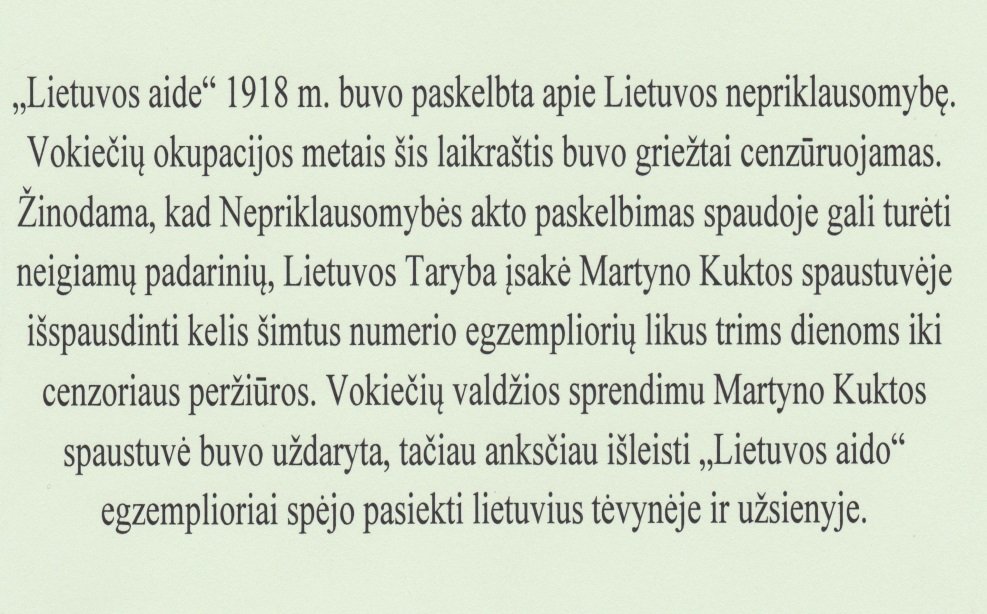 „Lietuvos aide“ 1918 m. buvo paskelbta apie Lietuvos nepriklausomybę.
Vokiečių okupacijos metais šis laikraštis buvo griežtai cenzūruojamas.
Žinodama, kad Nepriklausomybės akto paskelbimas spaudoje gali turėti
neigiamų padarinių, Lietuvos Taryba įsakė Martyno Kuktos spaustuvėje
išspausdinti kelis šimtus numerio egzempliorių likus trims dienoms iki
cenzoriaus peržiūros. Vokiečių valdžios sprendimu Martyno Kuktos
spaustuvė buvo uždaryta, tačiau anksčiau išleisti „Lietuvos aido“
egzemplioriai spėjo pasiekti lietuvius tėvynėje ir užsienyje.